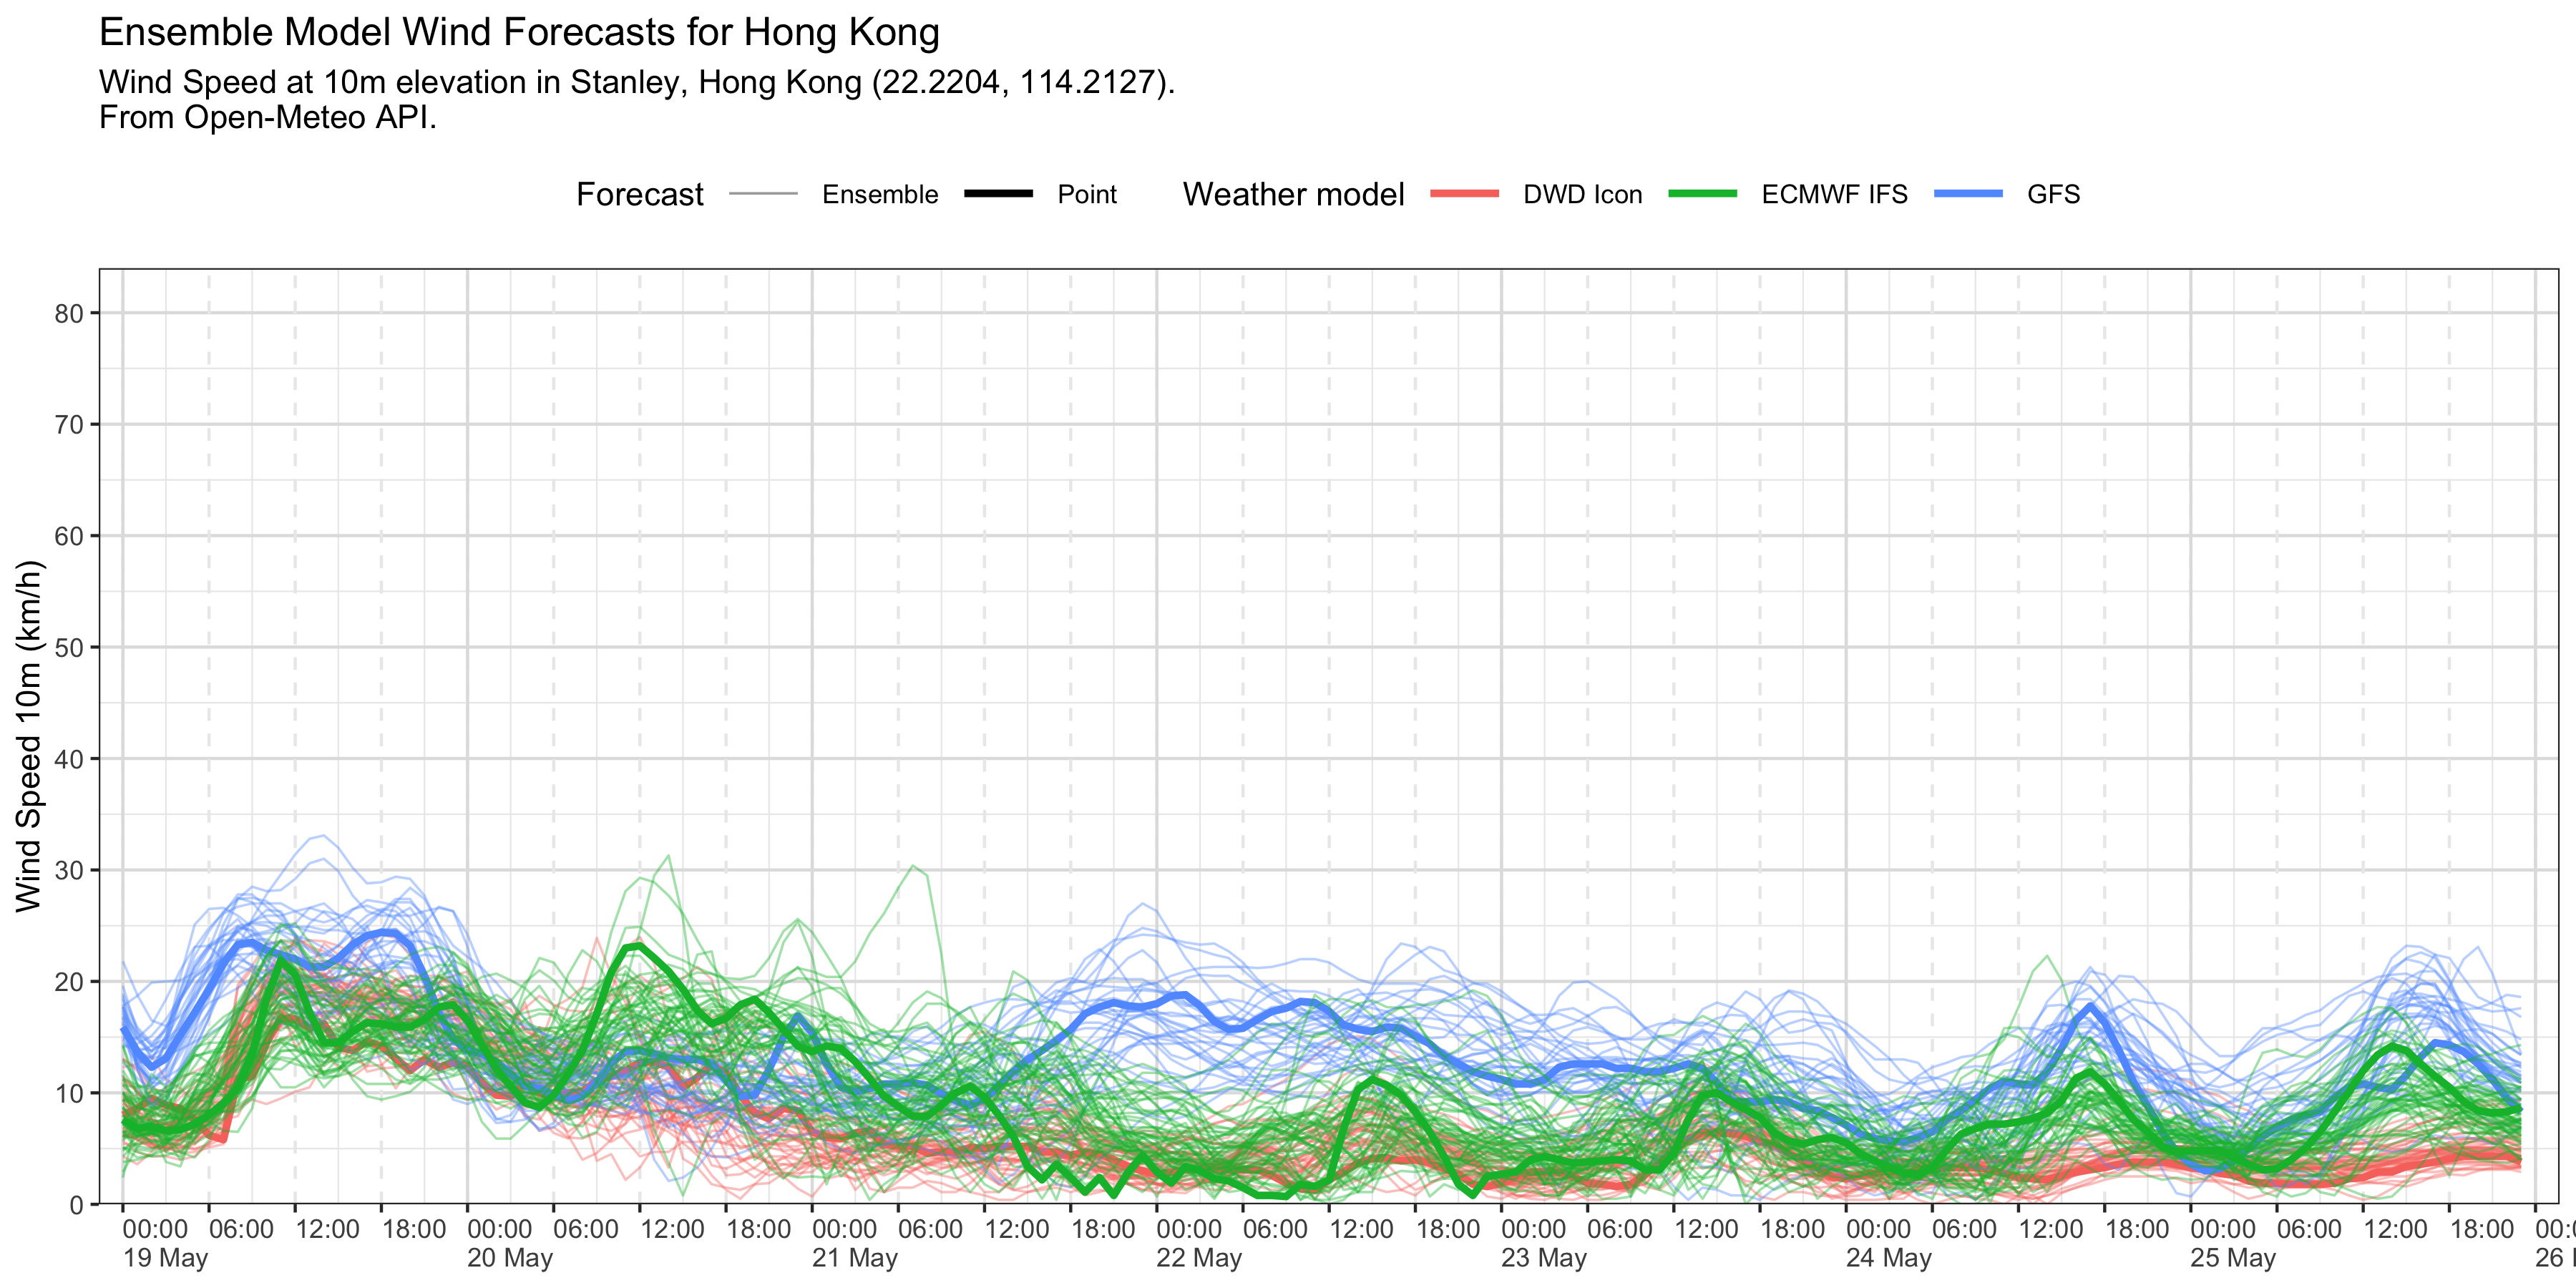 Ensemble Model Wind Forecasts for Hong Kong
Wind Speed at 10m elevation in Stanley, Hong Kong (22.2204, 114.2127).
From Open-Meteo API.
Forecast Ensemble Point Weather model DWD Icon ECMWF IFS GFS
Wind Speed 10m (km/h)
80
70
60
50
40
30
20
10
0
00:00 06:00 12:00 18:00 00:00 06:00 12:00 18:00 00:00 06:00 12:00 18:00 00:00 06:00 12:00 18:00 00:00 06:00 12:00 18:00 00:00 06:00 12:00 18:00 00:00 06:00 12:00 18:00
19 May 20 May 21 May 22 May 23 May 24 May 25 May 26